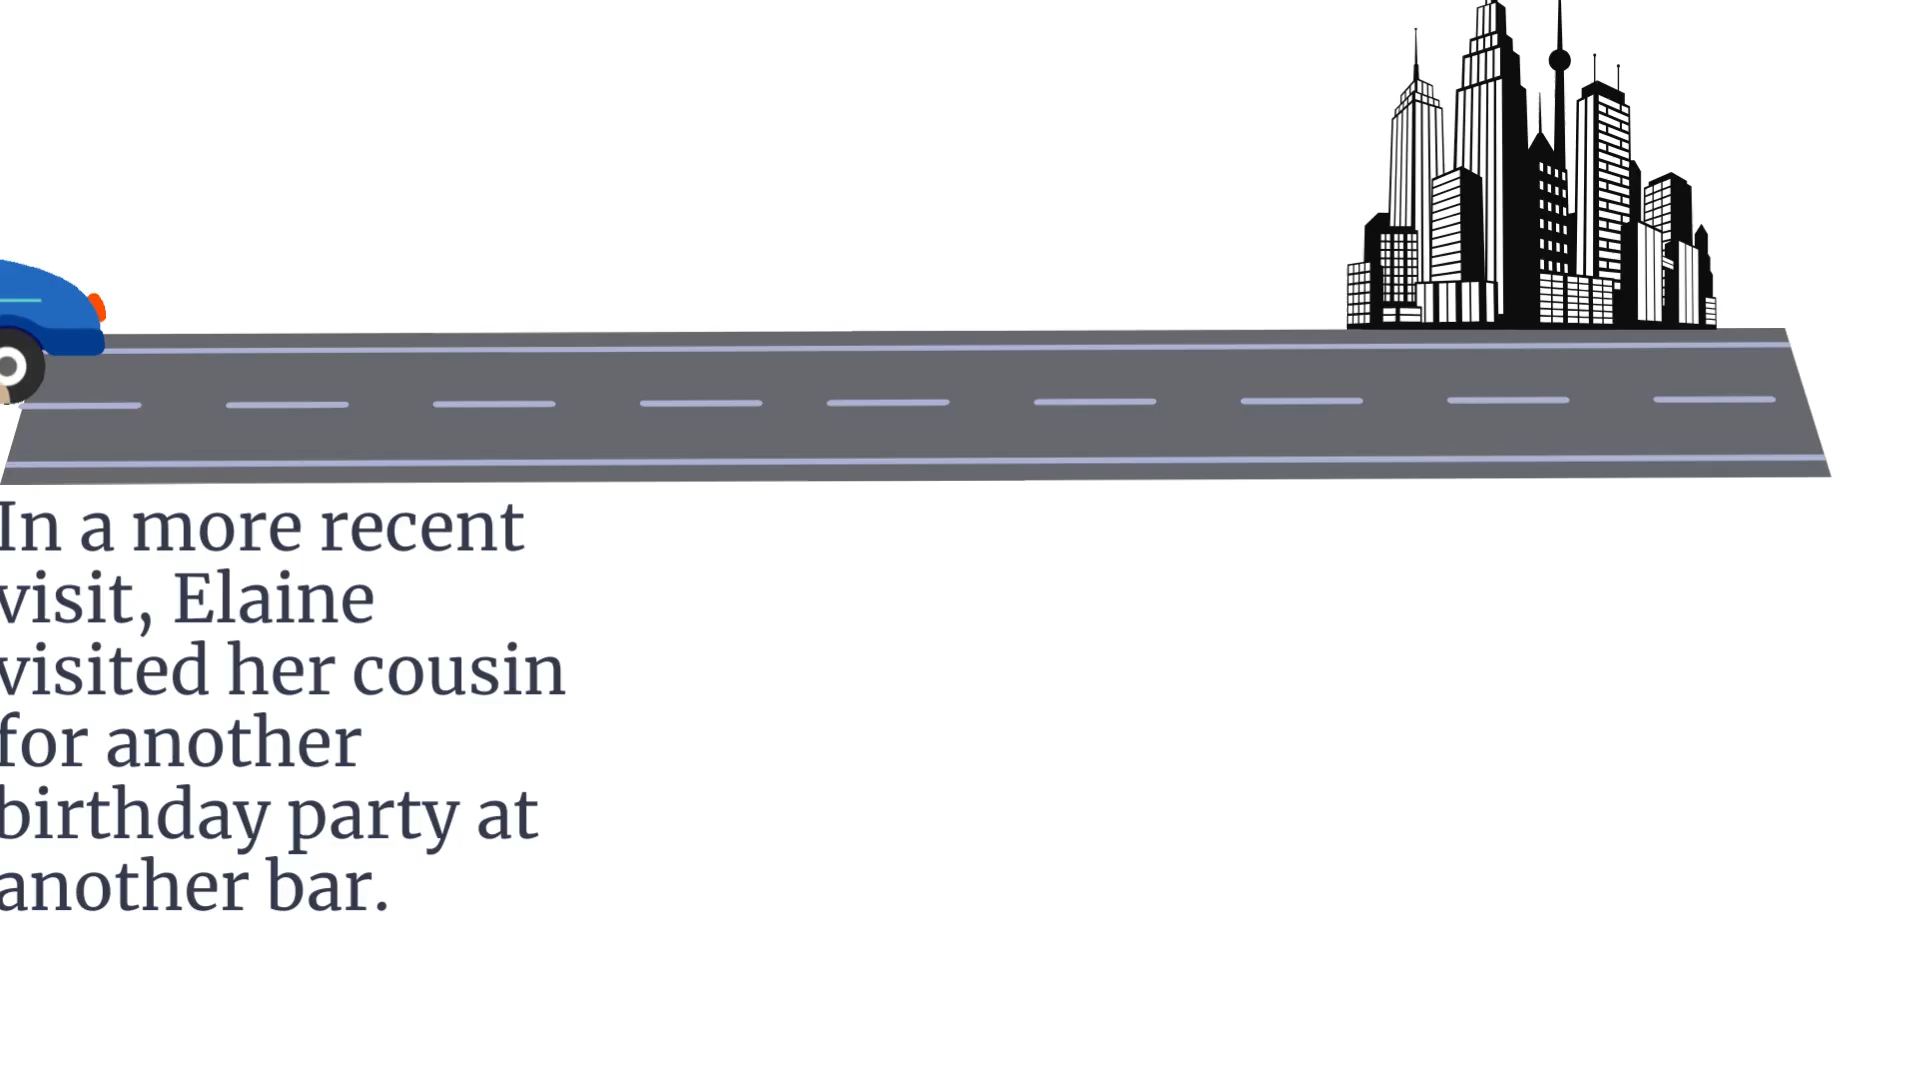 In a more recent
visit, Elaine
visited her cousin
for another
birthday party at
another bar.